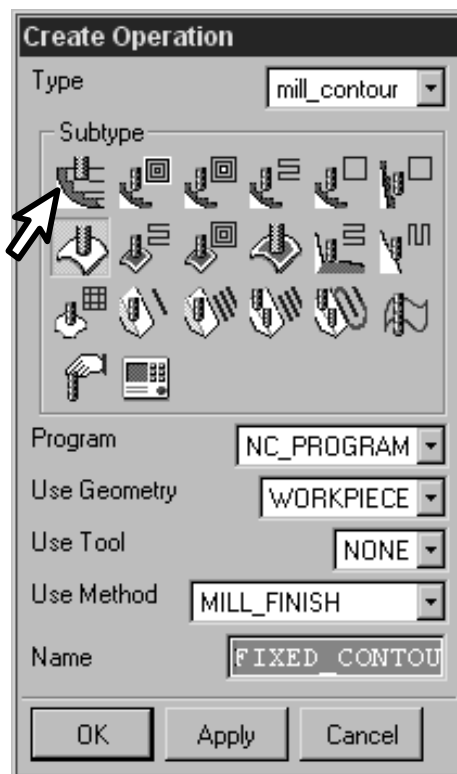 Create Operation
Type mill_contour
Subtype
Program NC_PROGRAM
Use Geometry WORKPIECE
Use Tool NONE
Use Method MILL_FINISH
Name FIXED_CONTOU
OK Apply Cancel